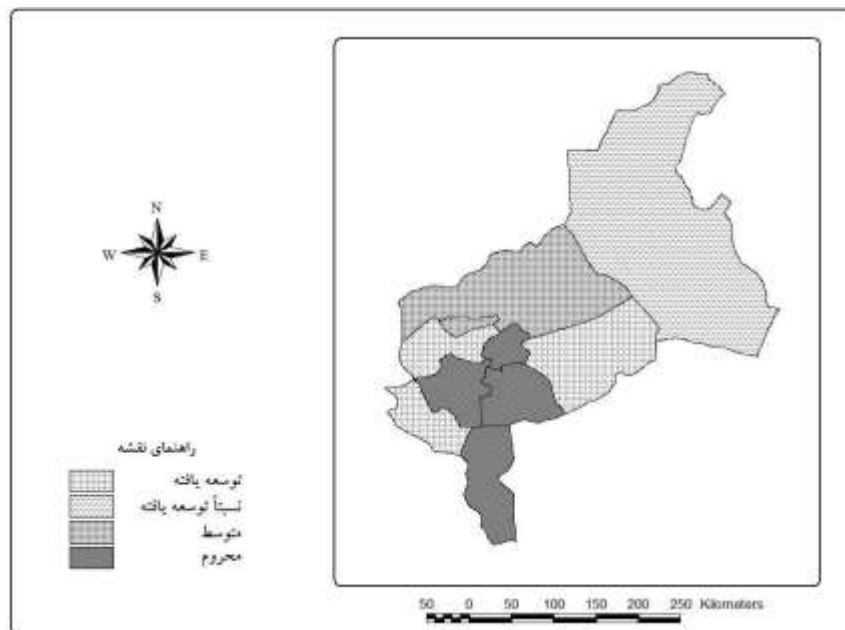 N
W E
S
راهنمای نقشه
توسعه یافته
نسبتاً توسعه یافته
متوسط
محروم
50 0 50 100 150 200 250 Kilometers